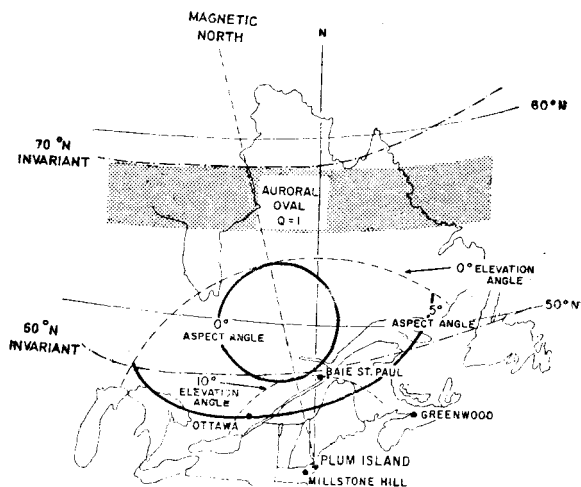 MAGNETIC
NORTH
N
60°N
70°N
INVARIANT
AURORAL
OVAL
Q=1
0° ELEVATION
ANGLE
5°
ASPECT ANGLE
50°N
0°
ASPECT ANGLE
60°N
INVARIANT
10°
ELEVATION
ANGLE
BAIE ST. PAUL
OTTAWA
GREENWOOD
PLUM ISLAND
MILLSTONE HILL